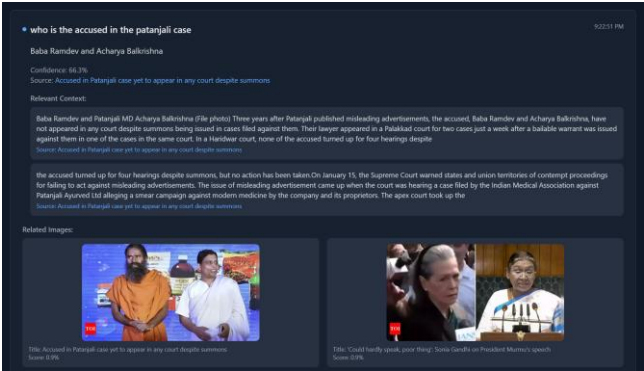 who is the accused in the patanjali case
9:22:51 PM
Baba Ramdev and Acharya Balkrishna
Confidence: 66.3%
Source: Accused in Patanjali case yet to appear in any court despite summons
Relevant Context:
Baba Ramdev and Patanjali MD Acharya Balkrishna (File photo) Three years after Patanjali published misleading advertisements, the accused, Baba Ramdev and Acharya Balkrishna, have
not appeared in any court despite summons being issued in cases filed against them. Their lawyer appeared in a Palakkad court for two cases just a week after a bailable warrant was issued
against them in one of the cases in the same court. In a Haridwar court, none of the accused turned up for four hearings despite
Source: Accused in Patanjali case yet to appear in any court despite summons
the accused turned up for four hearings despite summons, but no action has been taken.On January 15, the Supreme Court warned states and union territories of contempt proceedings
for failing to act against misleading advertisements. The issue of misleading advertisement came up when the court was hearing a case filed by the Indian Medical Association against
Patanjali Ayurved Ltd alleging a smear campaign against modern medicine by the company and its proprietors. The apex court took up the
Source: Accused in Patanjali case yet to appear in any court despite summons
Related Images:
TOI
TOI
Title: Accused in Patanjali case yet to appear in any court despite summons
Score: 0.9%
Title: 'Could hardly speak, poor thing': Sonia Gandhi on President Murmu's speech
Score: 0.9%